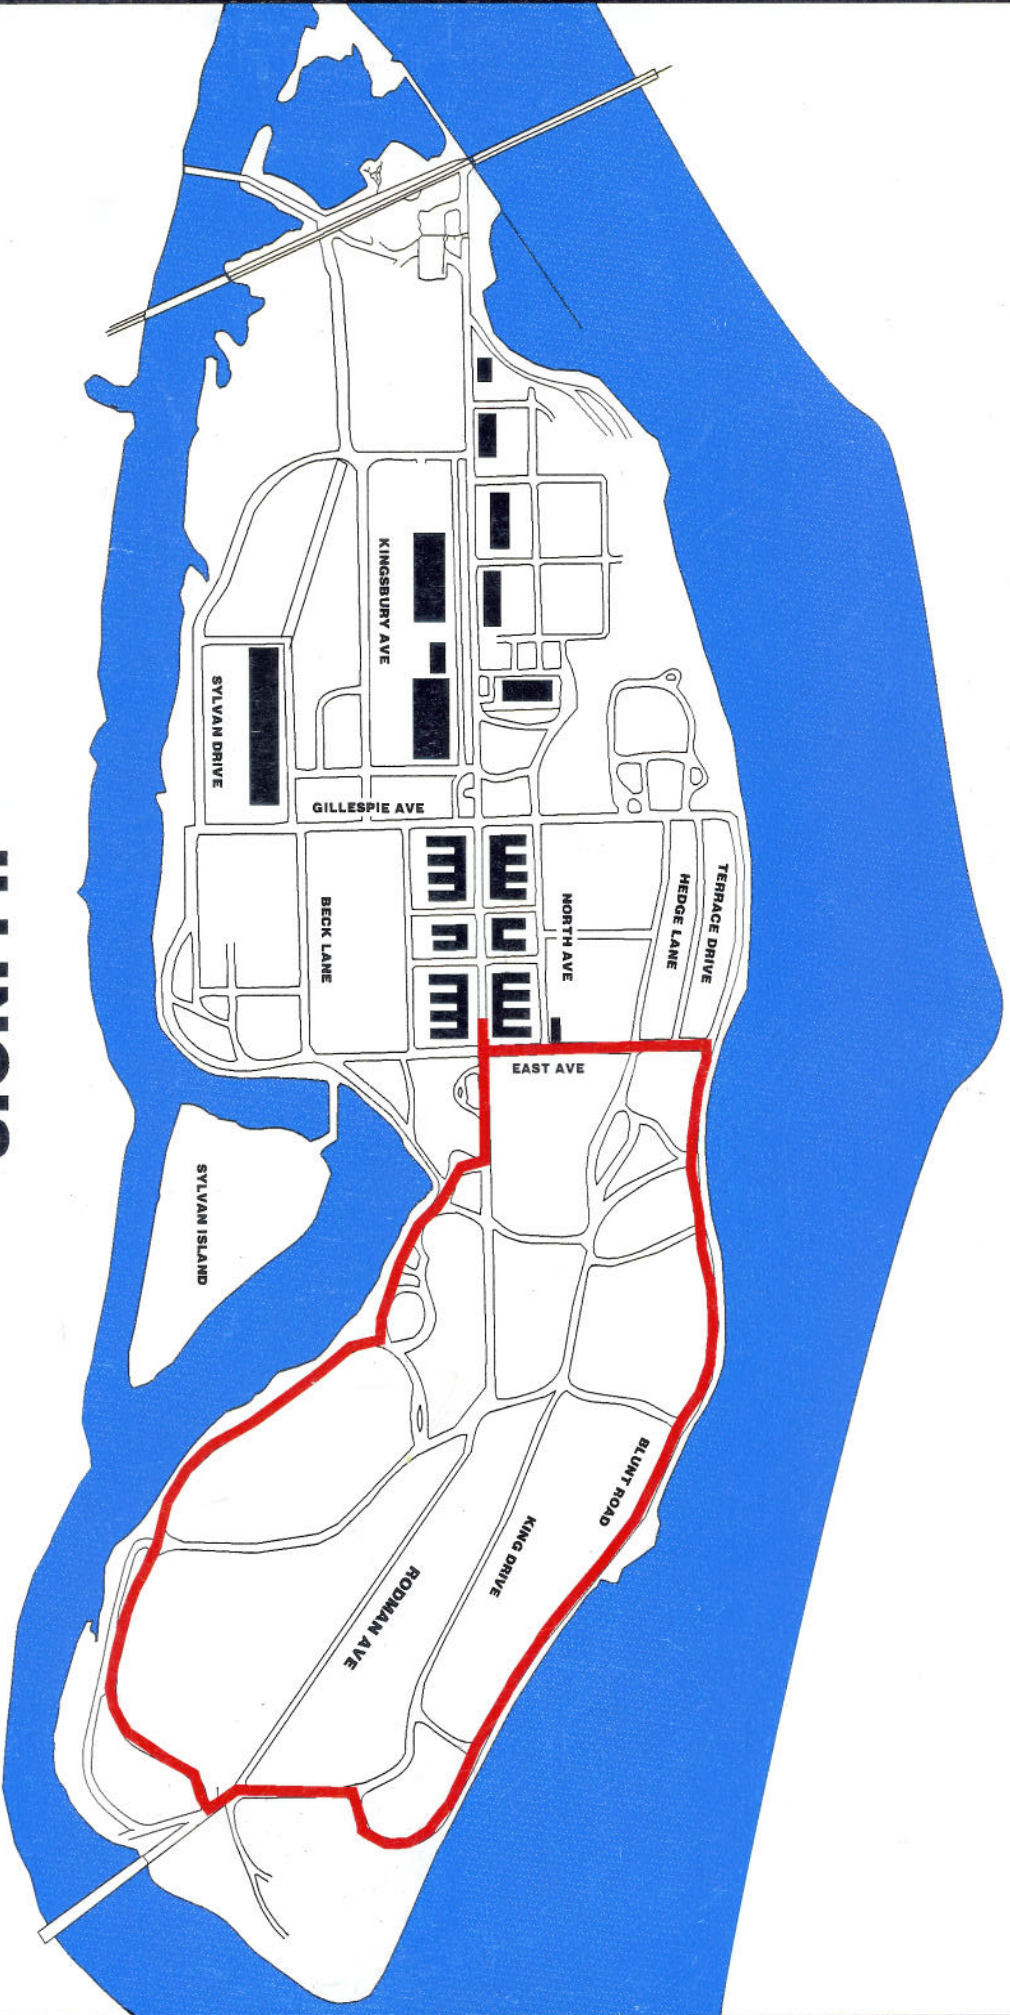 KINGSBURY AVE
SYLVAN DRIVE
GILLESPIE AVE
TERRACE DRIVE
HEDGE LANE
NORTH AVE
BECK LANE
EAST AVE
SYLVAN ISLAND
BLUNT ROAD
KING DRIVE
RODMAN AVE